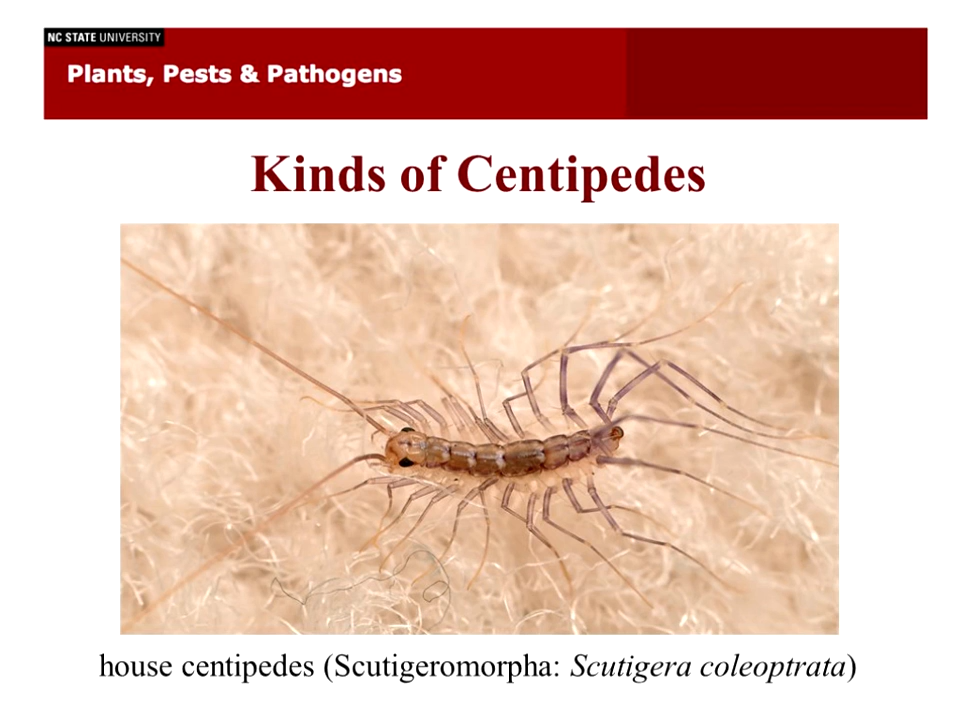 NC STATE UNIVERSITY
Plants, Pests & Pathogens
Kinds of Centipedes
house centipedes (Scutigeromorpha: Scutigera coleoptrata)